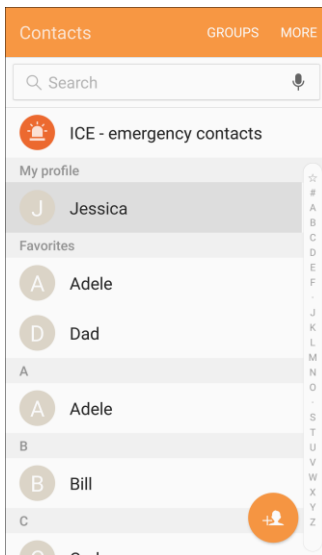 Contacts GROUPS MORE
Search
ICE - emergency contacts
My profile
J Jessica
Favorites
A Adele
D Dad
A
A Adele
B
B Bill
C
☆
#
A
B
C
D
E
F
.
J
K
L
M
N
O
.
S
T
U
V
W
X
Y
Z